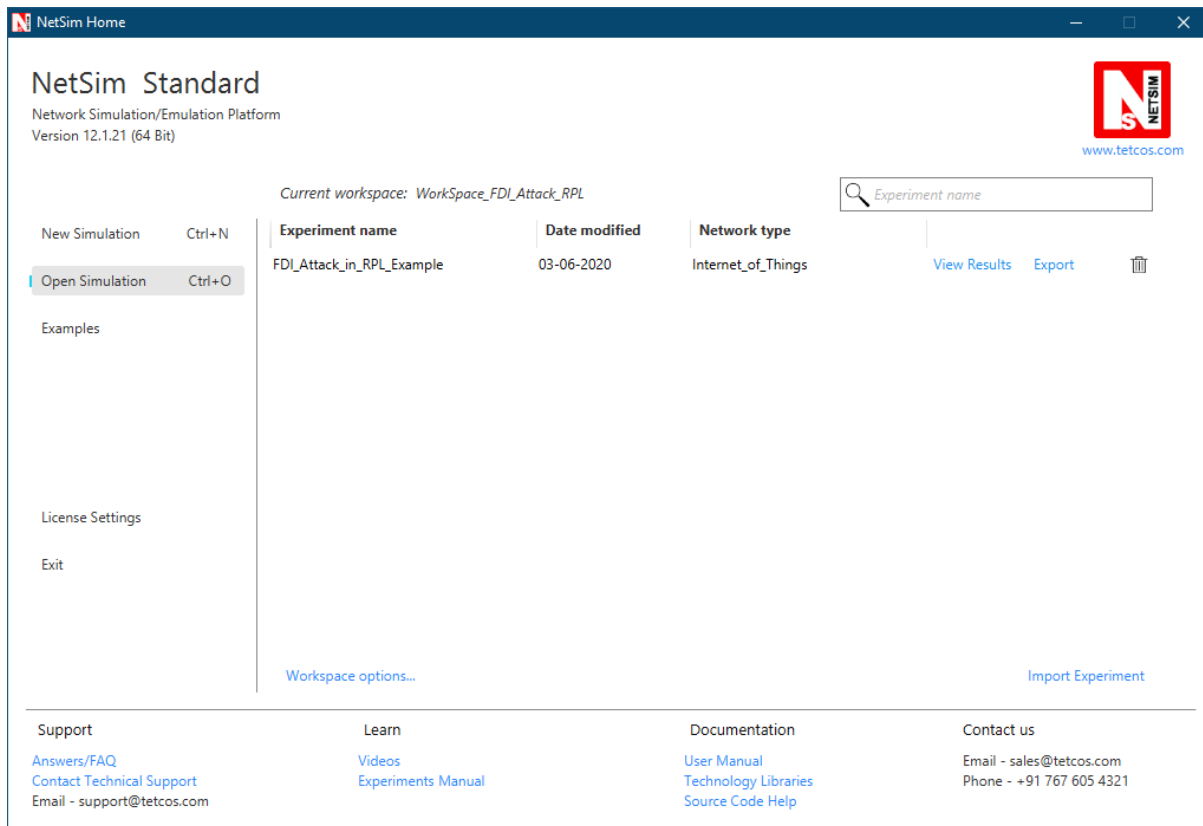 NetSim Home
NetSim Standard
Network Simulation/Emulation Platform
Version 12.1.21 (64 Bit)
NS NETSIM
www.tetcos.com
Current workspace: WorkSpace_FDI_Attack_RPL
Experiment name
New Simulation Ctrl+N
Open Simulation Ctrl+O
Examples
License Settings
Exit
Experiment name Date modified Network type
FDI_Attack_in_RPL_Example 03-06-2020 Internet_of_Things View Results Export
Workspace options...
Import Experiment
Support
Answers/FAQ
Contact Technical Support
Email - support@tetcos.com
Learn
Videos
Experiments Manual
Documentation
User Manual
Technology Libraries
Source Code Help
Contact us
Email - sales@tetcos.com
Phone - +91 767 605 4321